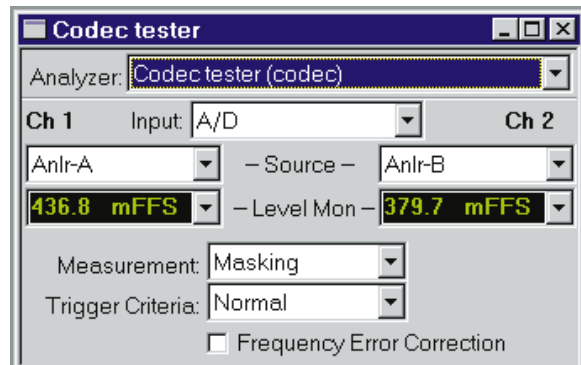 Codec tester
Analyzer: Codec tester (codec)
Ch 1 Input: A/D Ch 2
Anlr-A – Source – Anlr-B
436.8 mFFS – Level Mon – 379.7 mFFS
Measurement: Masking
Trigger Criteria: Normal
Frequency Error Correction